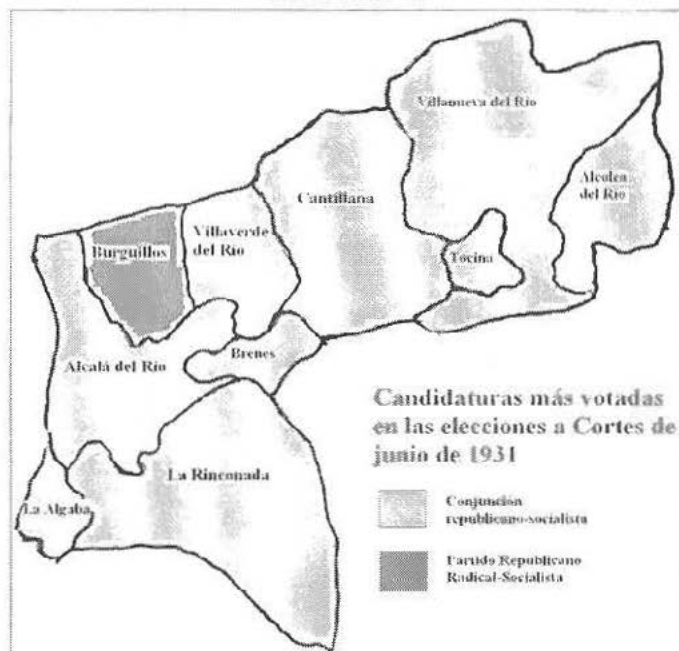 Villanueva del Río
Alcolea
del Río
Cantillana
Villaverde
del Río
Burguillos
Tocina
Brenes
Alcalá del Río
La Rinconada
La Algaba
Candidaturas más votadas
en las elecciones a Cortes de
junio de 1931
Conjunción
republicano-socialista
Partido Republicano
Radical-Socialista